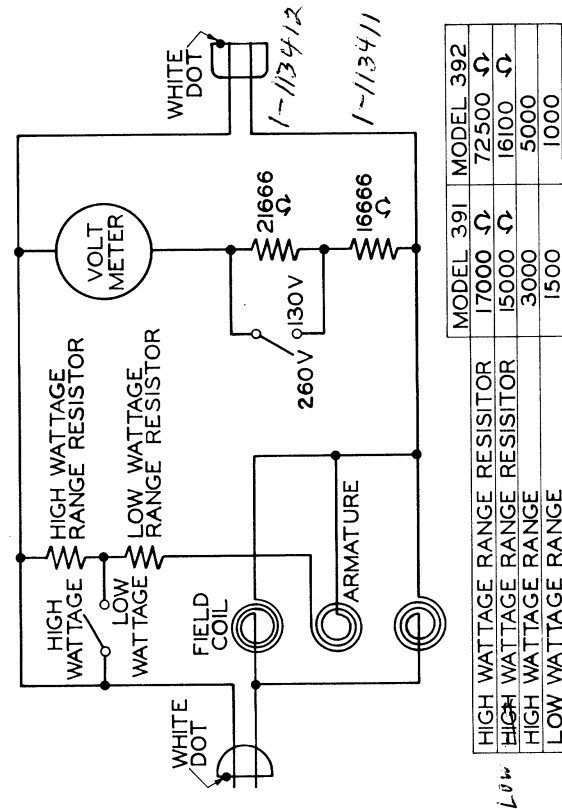 WHITE
DOT
HIGH
WATTAGE
LOW
WATTAGE
HIGH WATTAGE
RANGE RESISTOR
LOW WATTAGE
RANGE RESISTOR
FIELD
COIL
ARMATURE
VOLT
METER
260V
130V
21666
Ω
16666
Ω
WHITE
DOT
1-113412
1-113411
MODEL 391 MODEL 392
HIGH WATTAGE RANGE RESISITOR 17000 Ω 72500 Ω
Low HIGH WATTAGE RANGE RESISTOR 15000 Ω 16100 Ω
HIGH WATTAGE RANGE 3000 5000
LOW WATTAGE RANGE 1500 1000